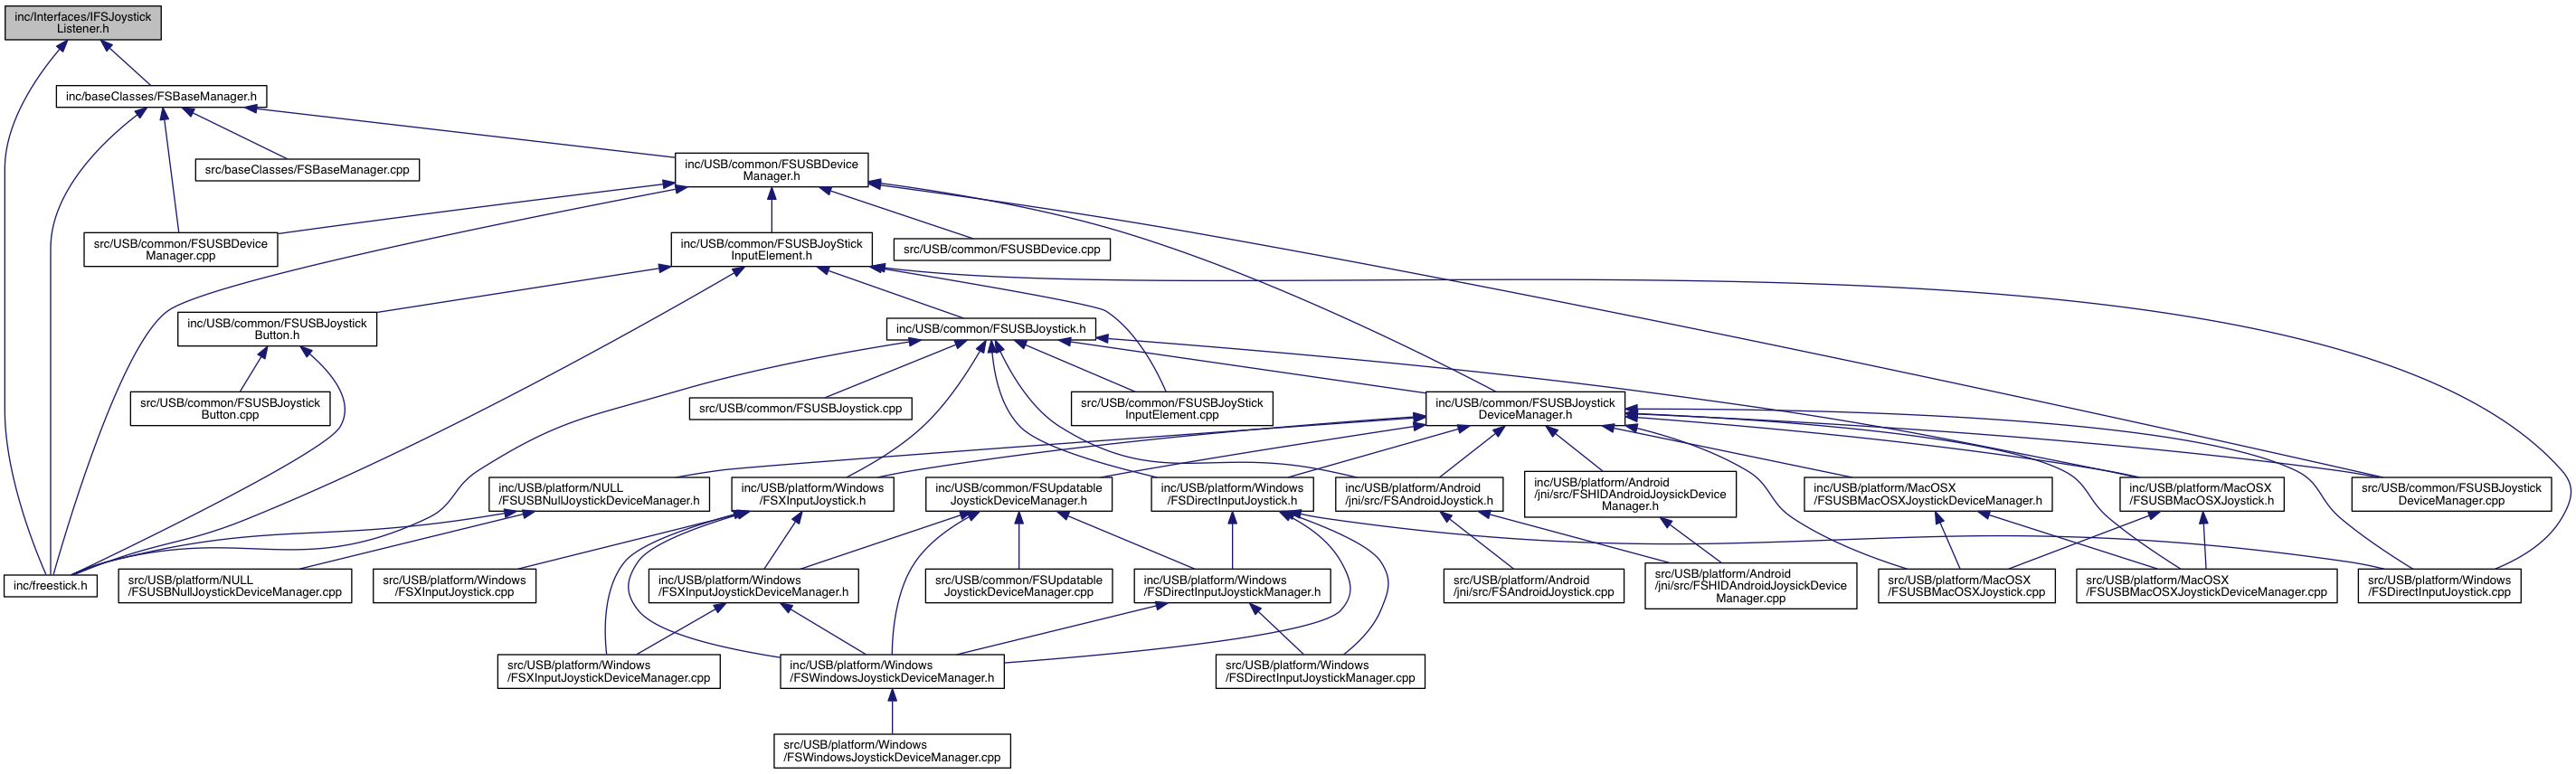 inc/Interfaces/IFSJoystick
Listener.h
inc/baseClasses/FSBaseManager.h
src/baseClasses/FSBaseManager.cpp
inc/USB/common/FSUSBDevice
Manager.h
src/USB/common/FSUSBDevice
Manager.cpp
inc/USB/common/FSUSBJoyStick
InputElement.h
src/USB/common/FSUSBDevice.cpp
inc/USB/common/FSUSBJoystick
Button.h
inc/USB/common/FSUSBJoystick.h
src/USB/common/FSUSBJoystick
Button.cpp
src/USB/common/FSUSBJoystick.cpp
src/USB/common/FSUSBJoyStick
InputElement.cpp
inc/USB/common/FSUSBJoystick
DeviceManager.h
inc/USB/platform/NULL
/FSUSBNullJoystickDeviceManager.h
inc/USB/platform/Windows
/FSXInputJoystick.h
inc/USB/common/FSUpdatable
JoystickDeviceManager.h
inc/USB/platform/Windows
/FSDirectInputJoystick.h
inc/USB/platform/Android
/jni/src/FSAndroidJoystick.h
inc/USB/platform/Android
/jni/src/FSHIDAndroidJoysickDevice
Manager.h
inc/USB/platform/MacOSX
/FSUSBMacOSXJoystickDeviceManager.h
inc/USB/platform/MacOSX
/FSUSBMacOSXJoystick.h
src/USB/common/FSUSBJoystick
DeviceManager.cpp
inc/freestick.h
src/USB/platform/NULL
/FSUSBNullJoystickDeviceManager.cpp
src/USB/platform/Windows
/FSXInputJoystick.cpp
inc/USB/platform/Windows
/FSXInputJoystickDeviceManager.h
src/USB/common/FSUpdatable
JoystickDeviceManager.cpp
inc/USB/platform/Windows
/FSDirectInputJoystickManager.h
src/USB/platform/Android
/jni/src/FSAndroidJoystick.cpp
src/USB/platform/Android
/jni/src/FSHIDAndroidJoysickDevice
Manager.cpp
src/USB/platform/MacOSX
/FSUSBMacOSXJoystick.cpp
src/USB/platform/MacOSX
/FSUSBMacOSXJoystickDeviceManager.cpp
src/USB/platform/Windows
/FSDirectInputJoystick.cpp
src/USB/platform/Windows
/FSXInputJoystickDeviceManager.cpp
inc/USB/platform/Windows
/FSWindowsJoystickDeviceManager.h
src/USB/platform/Windows
/FSDirectInputJoystickManager.cpp
src/USB/platform/Windows
/FSWindowsJoystickDeviceManager.cpp